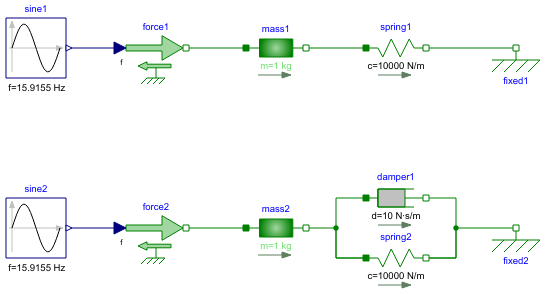 sine1
force1
mass1
spring1
f
m=1 kg
c=10000 N/m
f=15.9155 Hz
fixed1
sine2
force2
mass2
damper1
d=10 N·s/m
f
m=1 kg
spring2
f=15.9155 Hz
c=10000 N/m
fixed2